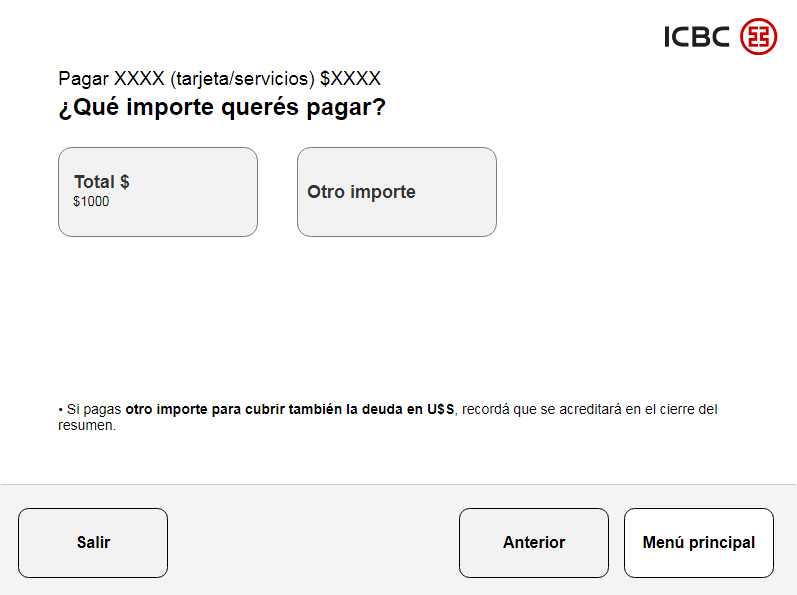 ICBC
Pagar XXXX (tarjeta/servicios) $XXXX
¿Qué importe querés pagar?
Total $
$1000
Otro importe
• Si pagas otro importe para cubrir también la deuda en U$S, recordá que se acreditará en el cierre del
resumen.
Salir
Anterior
Menú principal